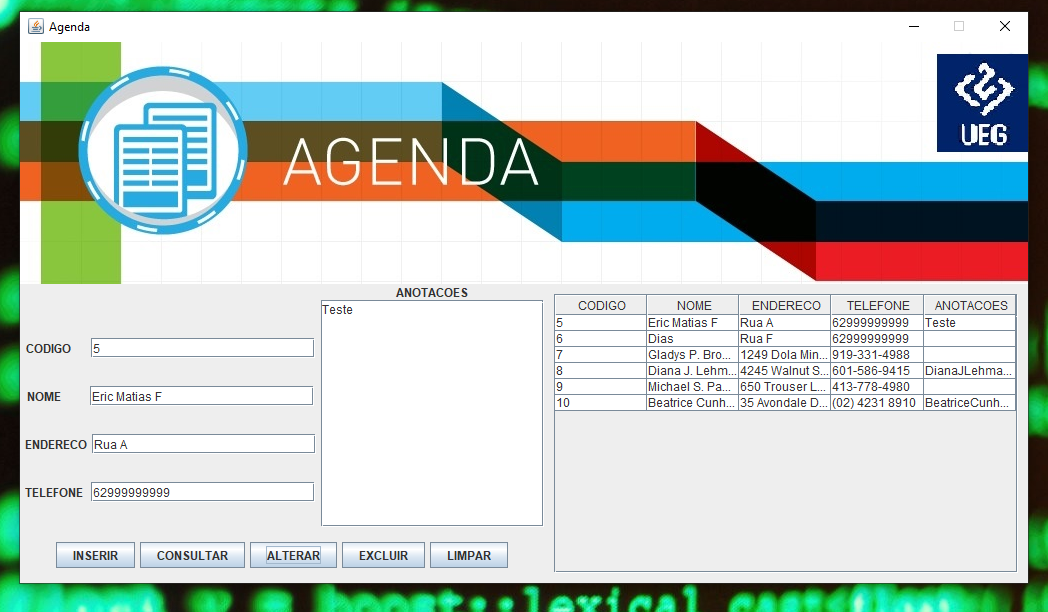 Agenda
AGENDA
UEG
ANOTACOES
Teste
CODIGO 5
NOME Eric Matias F
ENDERECO Rua A
TELEFONE 62999999999
INSERIR CONSULTAR ALTERAR EXCLUIR LIMPAR
CODIGO NOME ENDERECO TELEFONE ANOTACOES
5 Eric Matias F Rua A 62999999999 Teste
6 Dias Rua F 62999999999
7 Gladys P. Bro... 1249 Dola Min... 919-331-4988
8 Diana J. Lehm... 4245 Walnut S... 601-586-9415 DianaJLehma...
9 Michael S. Pa... 650 Trouser L... 413-778-4980
10 Beatrice Cunh... 35 Avondale D... (02) 4231 8910 BeatriceCunh...
boost::lexical